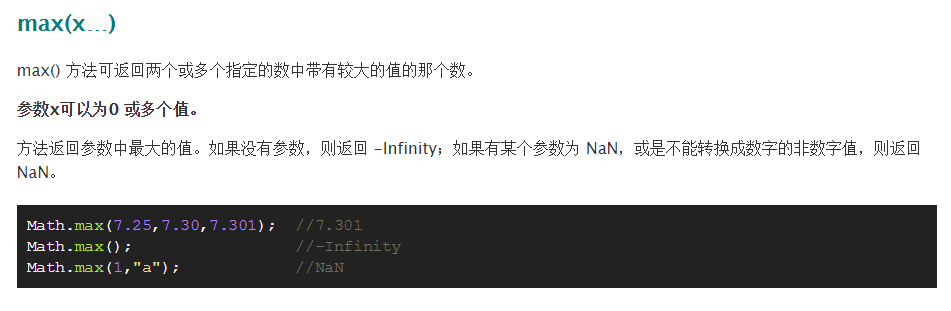 max(x…)
max() 方法可返回两个或多个指定的数中带有较大的值的那个数。
参数x可以为0 或多个值。
方法返回参数中最大的值。如果没有参数，则返回 -Infinity；如果有某个参数为 NaN，或是不能转换成数字的非数字值，则返回
NaN。
Math.max(7.25,7.30,7.301);  //7.301
Math.max();                 //-Infinity
Math.max(1,"a");            //NaN